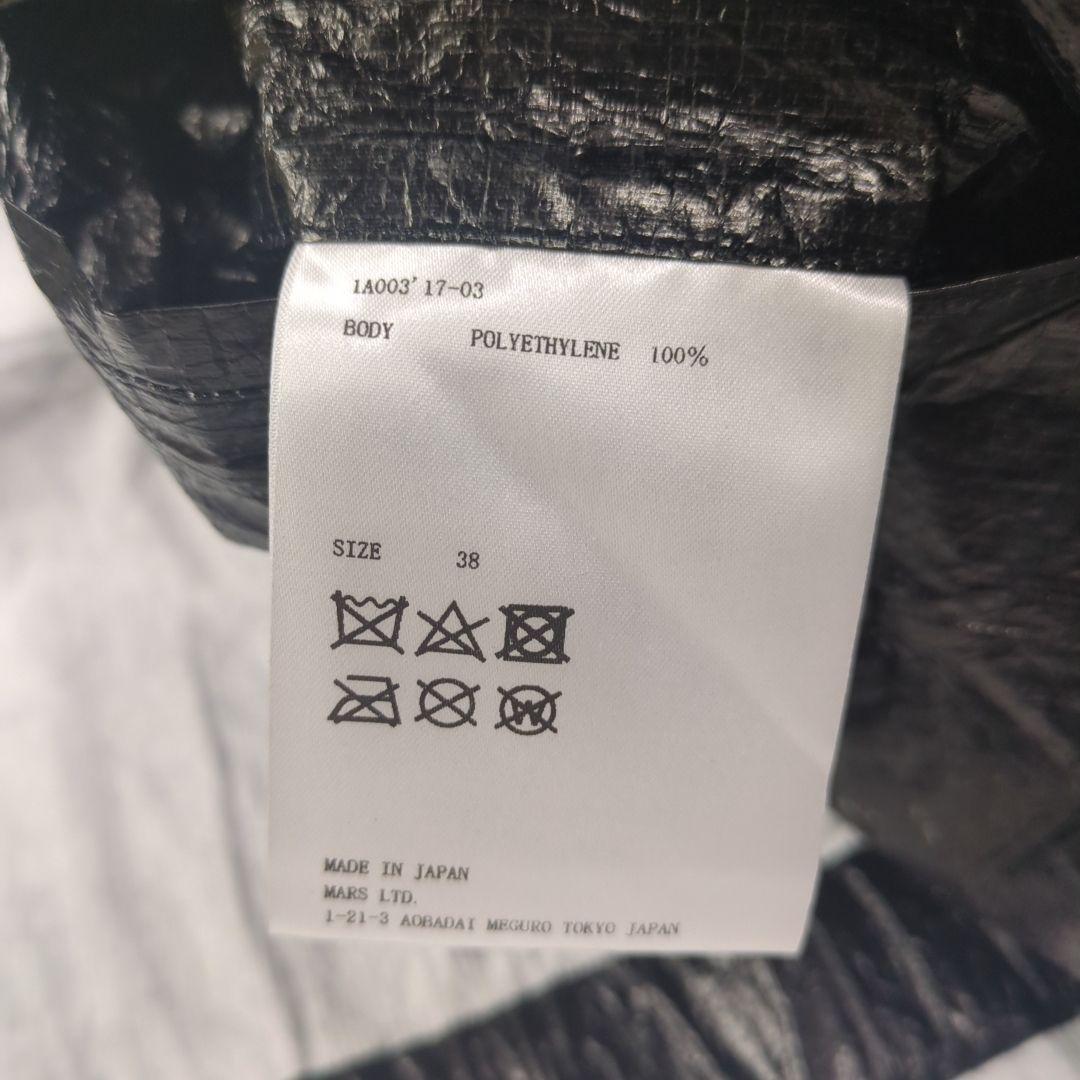 1A003'17-03
BODY POLYETHYLENE 100%
SIZE 38
W
MADE IN JAPAN
MARS LTD.
1-21-3 AOBADAI MEGURO TOKYO JAPAN